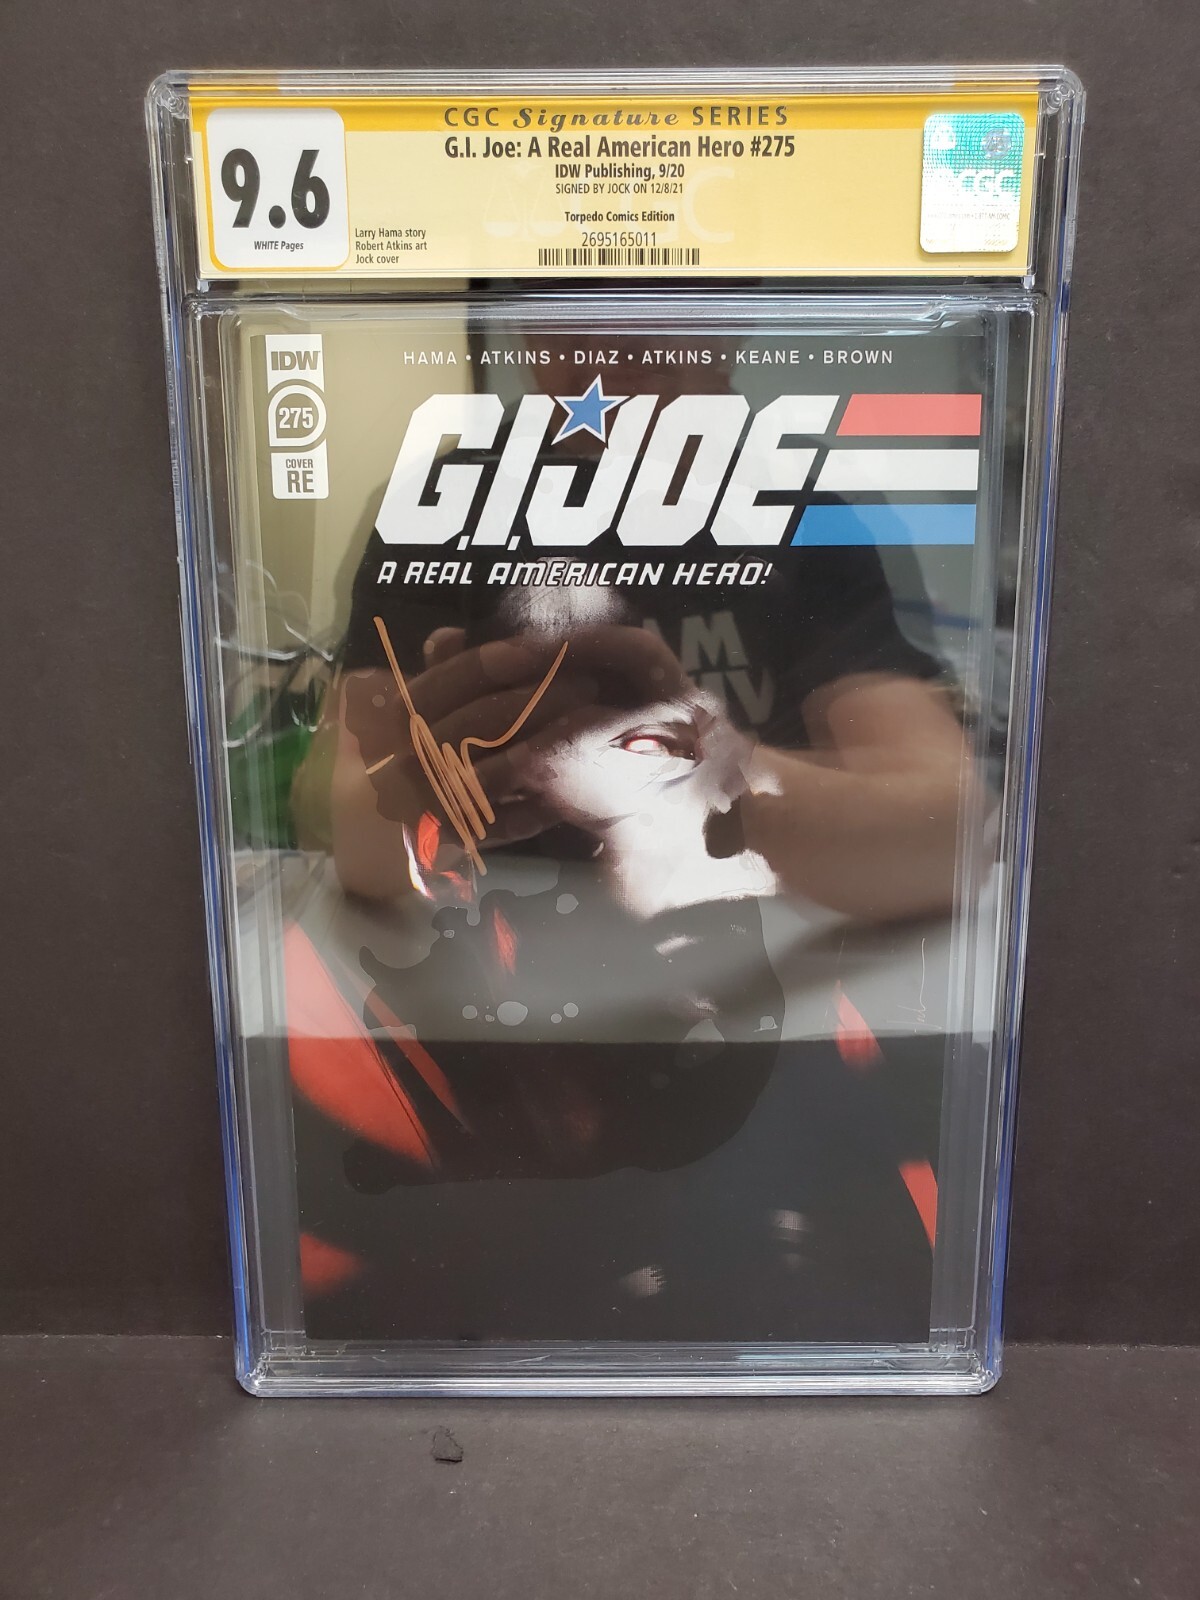 CGC Signature SERIES
G.I. Joe: A Real American Hero #275
IDW Publishing, 9/20
SIGNED BY JOCK ON 12/8/21
Torpedo Comics Edition
2695165011
9.6
WHITE Pages
Larry Hama story
Robert Atkins art
Jock cover
CGC
IDW
275
COVER
RE
HAMA • ATKINS • DIAZ • ATKINS • KEANE • BROWN
G.I.JOE
A REAL AMERICAN HERO!